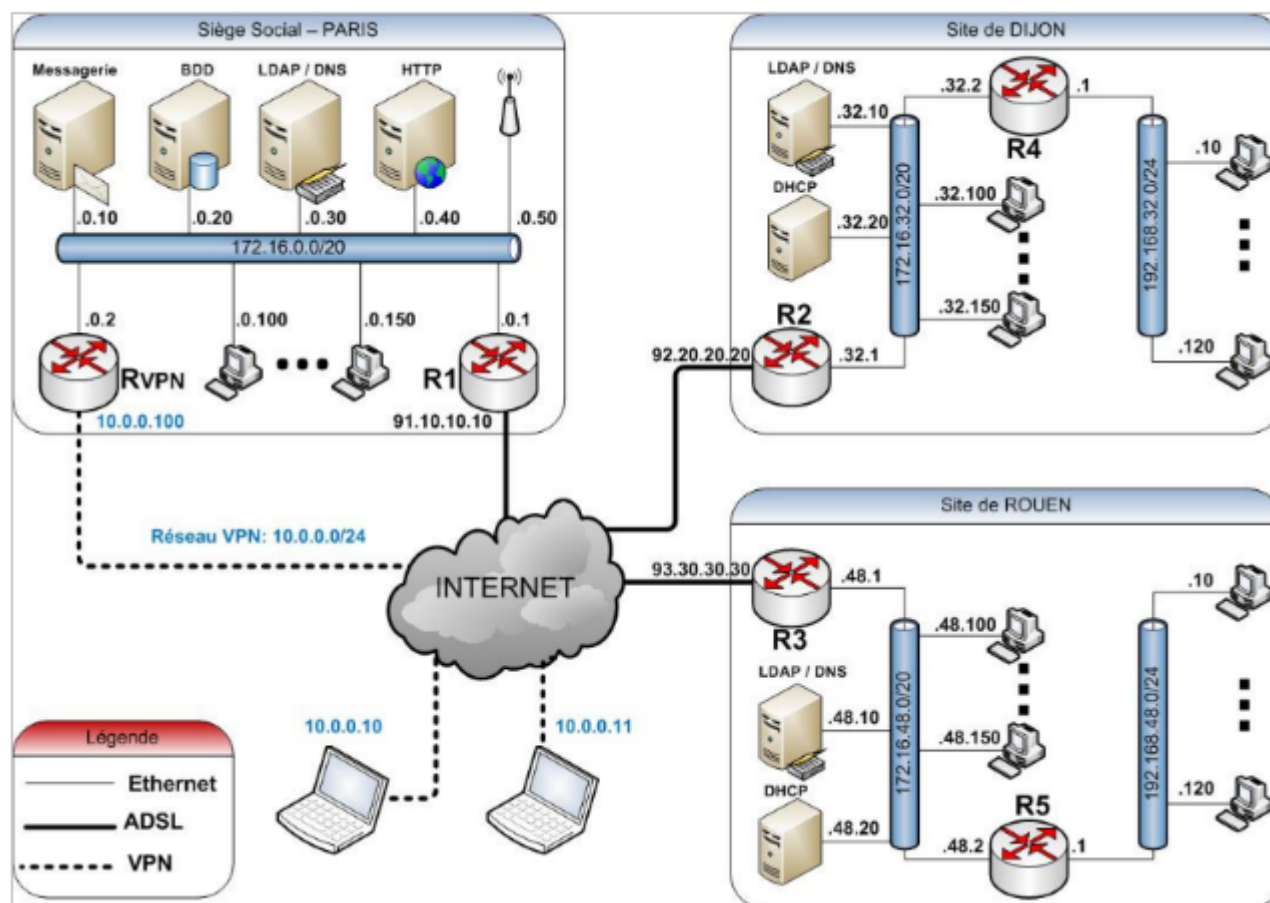 Siège Social – PARIS
Messagerie
BDD
LDAP / DNS
HTTP
.0.10
.0.20
.0.30
.0.40
.0.50
172.16.0.0/20
.0.2
.0.100
.0.150
.0.1
RVPN
R1
10.0.0.100
91.10.10.10
Réseau VPN: 10.0.0.0/24
INTERNET
10.0.0.10
10.0.0.11
Légende
Ethernet
ADSL
VPN
Site de DIJON
LDAP / DNS
.32.10
.32.2
.1
R4
DHCP
.32.20
172.16.32.0/20
.32.100
.32.150
192.168.32.0/24
.10
.120
R2
92.20.20.20
.32.1
Site de ROUEN
93.30.30.30
.48.1
R3
LDAP / DNS
.48.10
DHCP
.48.20
172.16.48.0/20
.48.100
.48.150
.48.2
R5
.1
192.168.48.0/24
.10
.120